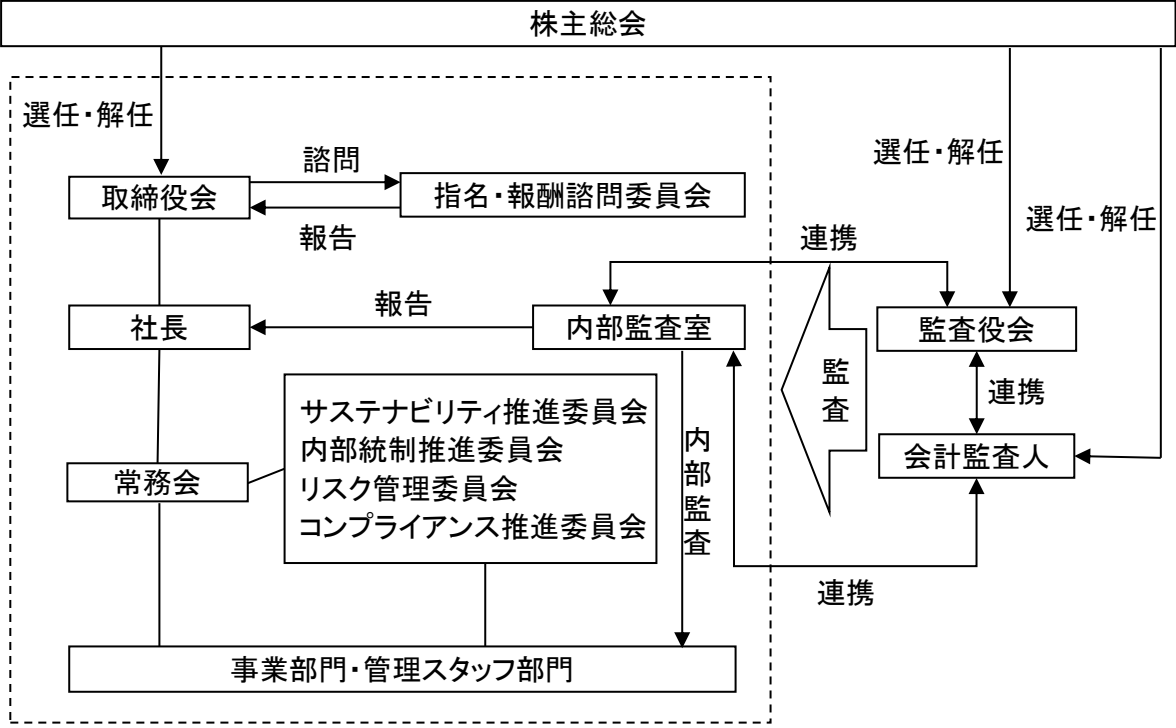 株主総会
選任・解任
選任・解任
選任・解任
諮問
取締役会
指名・報酬諮問委員会
報告
連携
社長
報告
内部監査室
監査役会
監査
連携
サステナビリティ推進委員会
内部統制推進委員会
リスク管理委員会
コンプライアンス推進委員会
内部監査
会計監査人
常務会
連携
事業部門・管理スタッフ部門